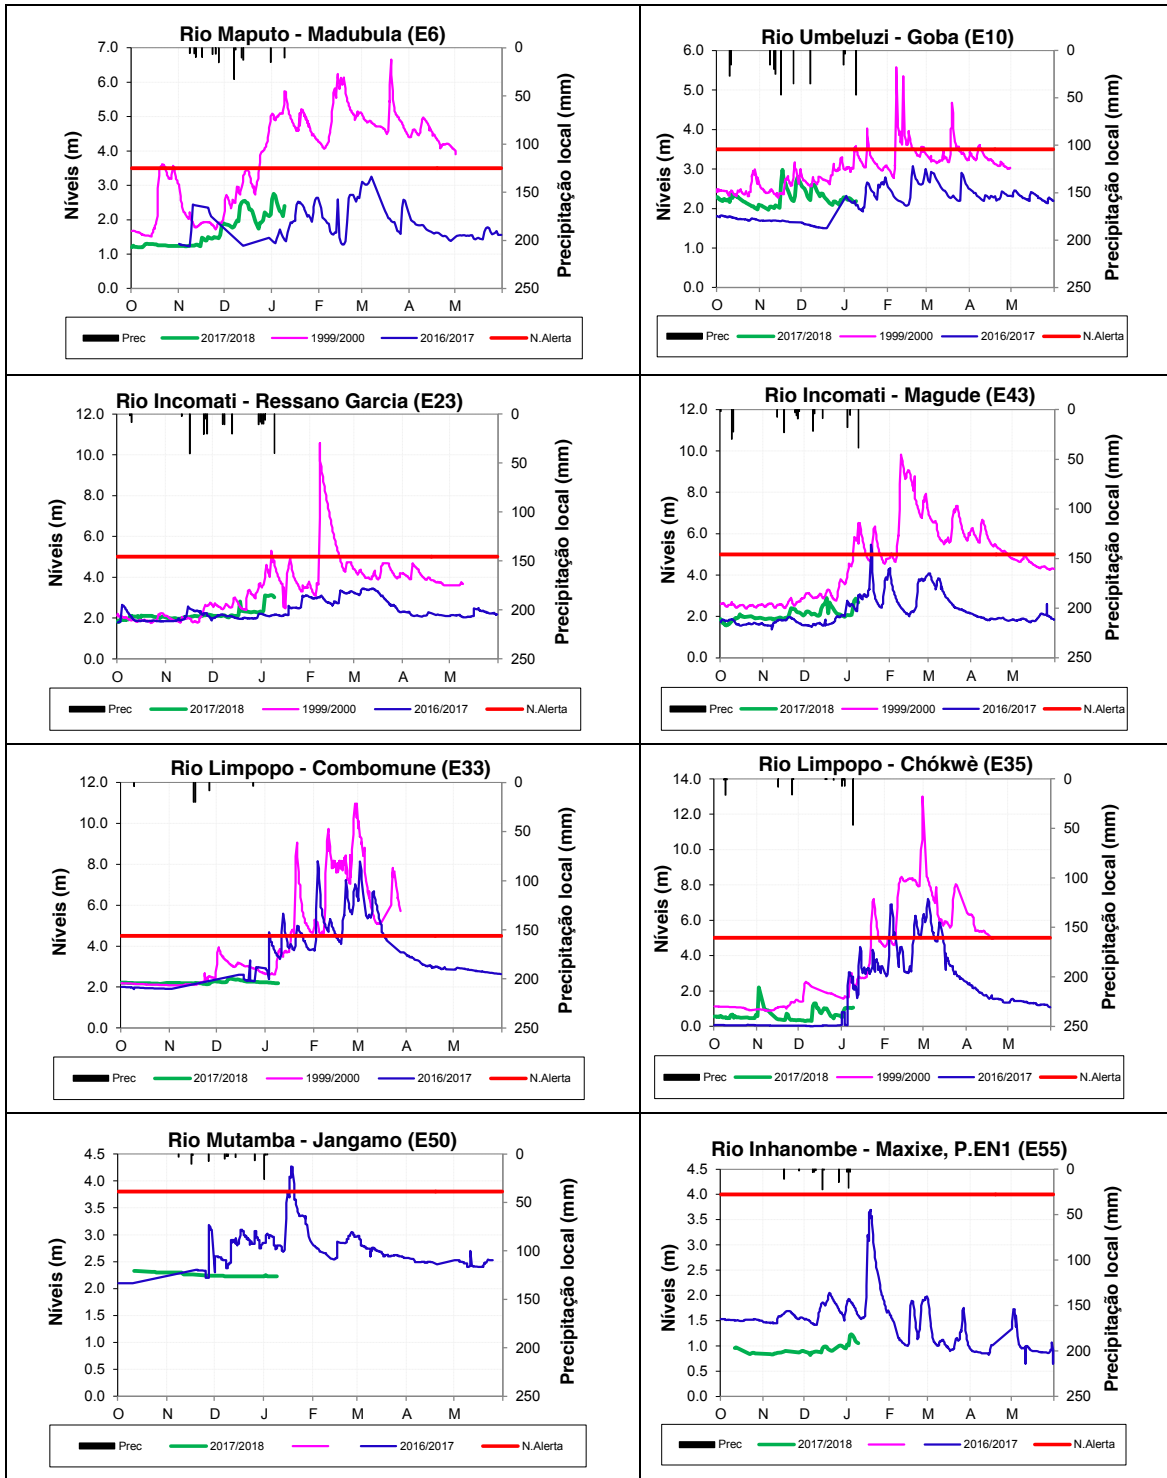 Rio Maputo - Madubula (E6)
Níveis (m)
7.0
6.0
5.0
4.0
3.0
2.0
1.0
0.0
0
50
100
150
200
250
Precipitação local (mm)
O N D J F M A M
Prec 2017/2018 1999/2000 2016/2017 N.Alerta
Rio Umbeluzi - Goba (E10)
Níveis (m)
6.0
5.0
4.0
3.0
2.0
1.0
0.0
0
50
100
150
200
250
Precipitação local (mm)
O N D J F M A M
Prec 2017/2018 1999/2000 2016/2017 N.Alerta
Rio Incomati - Ressano Garcia (E23)
Níveis (m)
12.0
10.0
8.0
6.0
4.0
2.0
0.0
0
50
100
150
200
250
Precipitação local (mm)
O N D J F M A M
Prec 2017/2018 1999/2000 2016/2017 N.Alerta
Rio Incomati - Magude (E43)
Níveis (m)
12.0
10.0
8.0
6.0
4.0
2.0
0.0
0
50
100
150
200
250
Precipitação local (mm)
O N D J F M A M
Prec 2017/2018 1999/2000 2016/2017 N.Alerta
Rio Limpopo - Combomune (E33)
Níveis (m)
12.0
10.0
8.0
6.0
4.0
2.0
0.0
0
50
100
150
200
250
Precipitação local (mm)
O N D J F M A M
Prec 2017/2018 1999/2000 2016/2017 N.Alerta
Rio Limpopo - Chókwè (E35)
Níveis (m)
14.0
12.0
10.0
8.0
6.0
4.0
2.0
0.0
0
50
100
150
200
250
Precipitação local (mm)
O N D J F M A M
Prec 2017/2018 1999/2000 2016/2017 N.Alerta
Rio Mutamba - Jangamo (E50)
Níveis (m)
4.5
4.0
3.5
3.0
2.5
2.0
1.5
1.0
0.5
0.0
0
50
100
150
200
250
Precipitação local (mm)
O N D J F M A M
Prec 2017/2018 2016/2017 N.Alerta
Rio Inhanombe - Maxixe, P.EN1 (E55)
Níveis (m)
4.5
4.0
3.5
3.0
2.5
2.0
1.5
1.0
0.5
0.0
0
50
100
150
200
250
Precipitação local (mm)
O N D J F M A M
Prec 2017/2018 2016/2017 N.Alerta